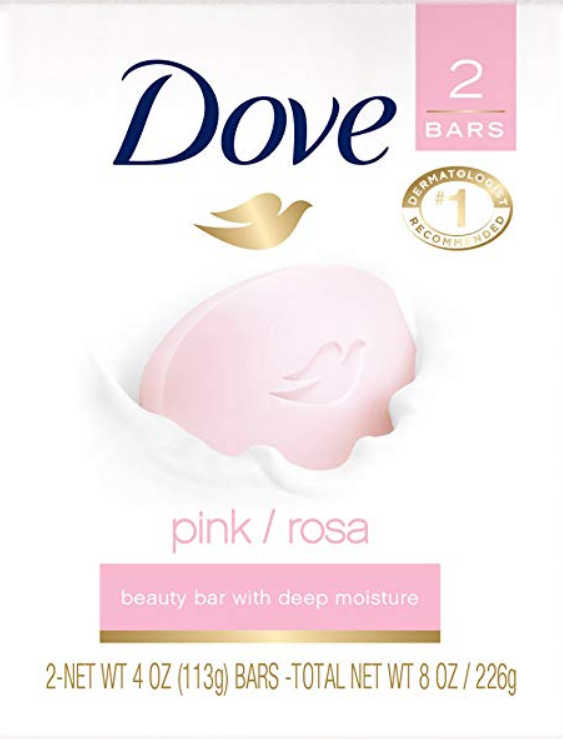 Dove
2
BARS
DERMATOLOGIST
#1
RECOMMENDED
pink / rosa
beauty bar with deep moisture
2-NET WT 4 OZ (113g) BARS -TOTAL NET WT 8 OZ / 226g